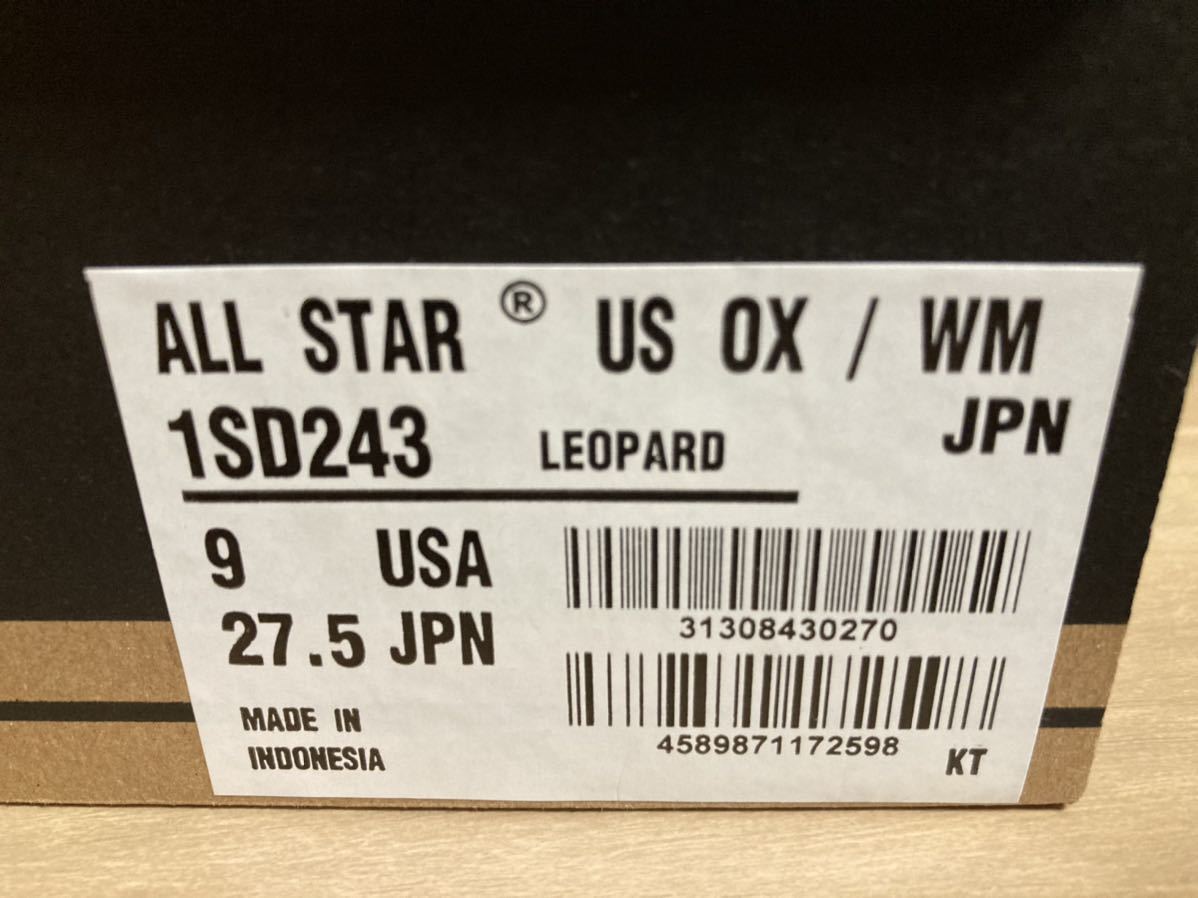 ALL STAR ® US OX / WM
1SD243 LEOPARD JPN
9 USA
27.5 JPN
31308430270
4589871172598
MADE IN
INDONESIA
KT